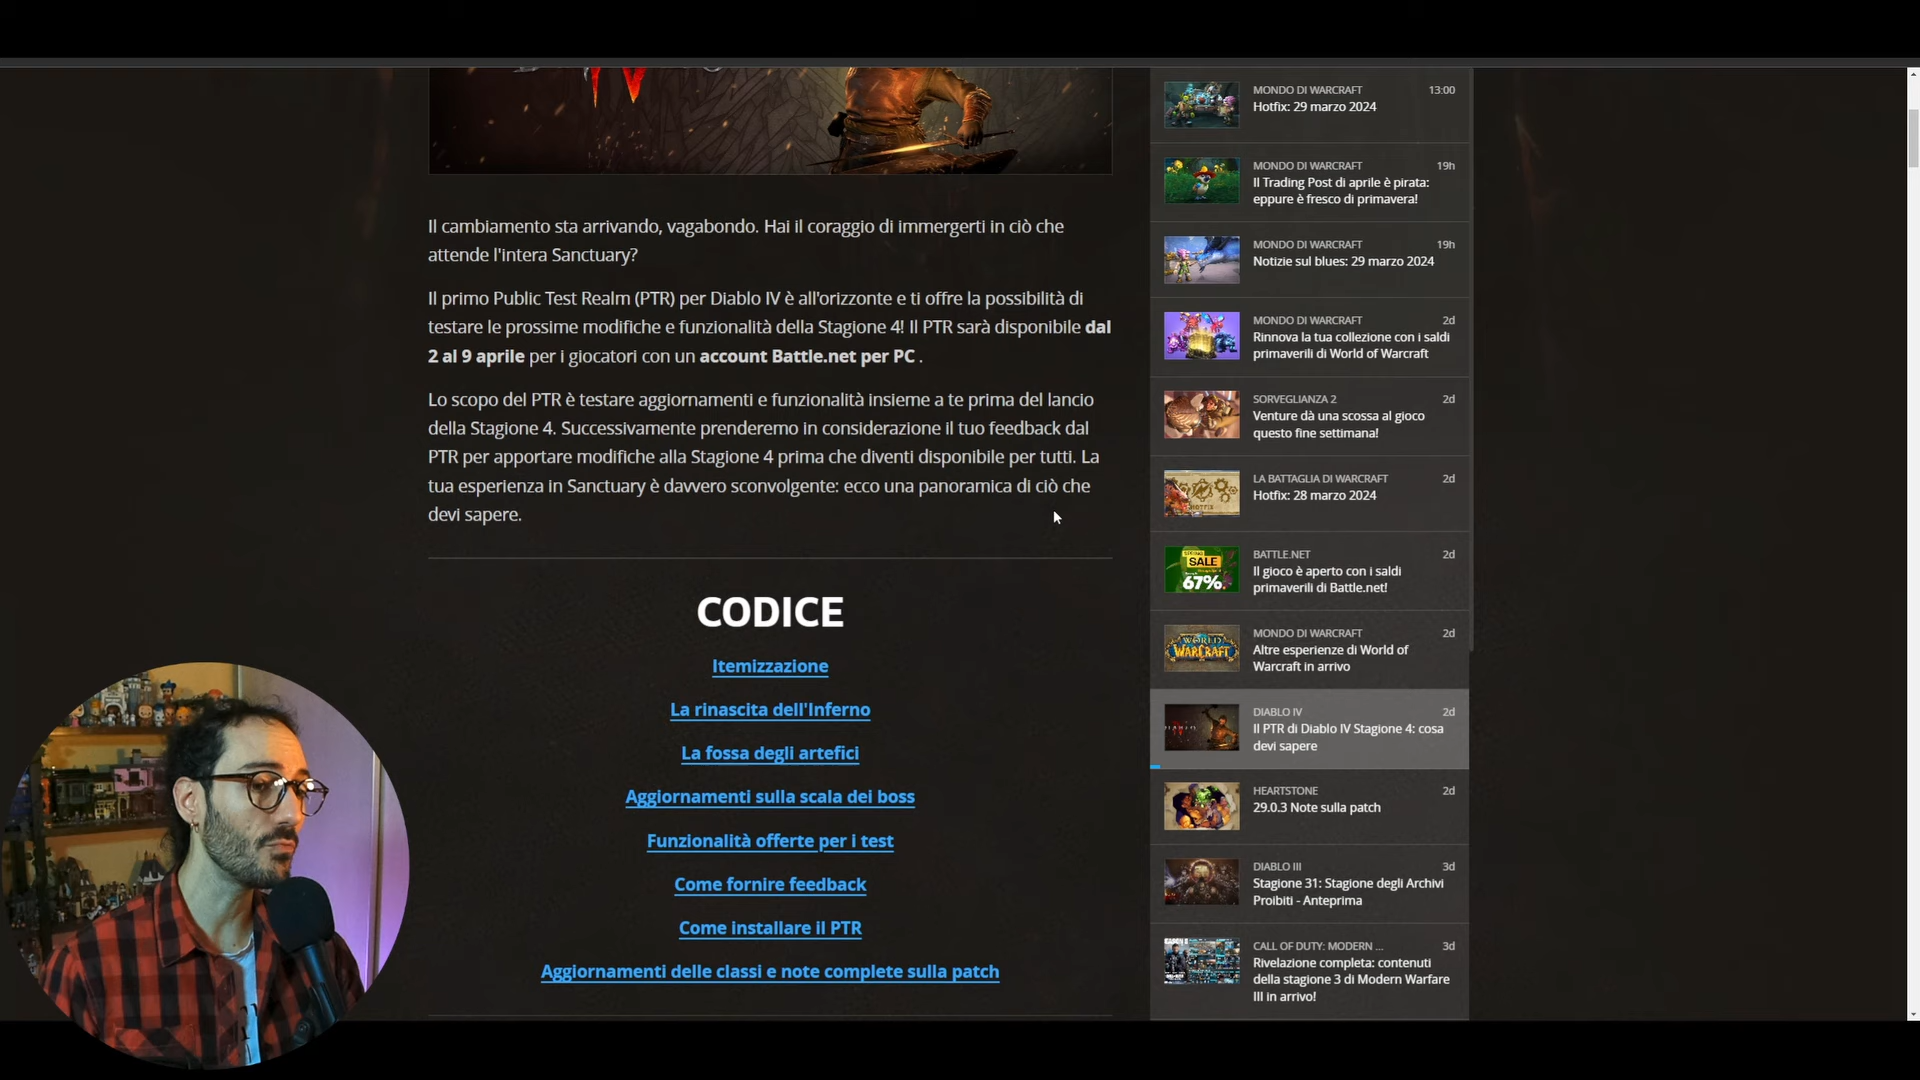 IV
Il cambiamento sta arrivando, vagabondo. Hai il coraggio di immergerti in ciò che
attende l'intera Sanctuary?
Il primo Public Test Realm (PTR) per Diablo IV è all'orizzonte e ti offre la possibilità di
testare le prossime modifiche e funzionalità della Stagione 4! Il PTR sarà disponibile dal
2 al 9 aprile per i giocatori con un account Battle.net per PC .
Lo scopo del PTR è testare aggiornamenti e funzionalità insieme a te prima del lancio
della Stagione 4. Successivamente prenderemo in considerazione il tuo feedback dal
PTR per apportare modifiche alla Stagione 4 prima che diventi disponibile per tutti. La
tua esperienza in Sanctuary è davvero sconvolgente: ecco una panoramica di ciò che
devi sapere.
CODICE
Itemizzazione
La rinascita dell'Inferno
La fossa degli artefici
Aggiornamenti sulla scala dei boss
Funzionalità offerte per i test
Come fornire feedback
Come installare il PTR
Aggiornamenti delle classi e note complete sulla patch
MONDO DI WARCRAFT 13:00
Hotfix: 29 marzo 2024
MONDO DI WARCRAFT 19h
Il Trading Post di aprile è pirata:
eppure è fresco di primavera!
MONDO DI WARCRAFT 19h
Notizie sul blues: 29 marzo 2024
MONDO DI WARCRAFT 2d
Rinnova la tua collezione con i saldi
primaverili di World of Warcraft
SORVEGLIANZA 2 2d
Venture dà una scossa al gioco
questo fine settimana!
LA BATTAGLIA DI WARCRAFT 2d
Hotfix: 28 marzo 2024
HOTFIX
BATTLE.NET 2d
Il gioco è aperto con i saldi
primaverili di Battle.net!
SALE
67%
MONDO DI WARCRAFT 2d
Altre esperienze di World of
Warcraft in arrivo
WORLD
WARCRAFT
DIABLO IV 2d
Il PTR di Diablo IV Stagione 4: cosa
devi sapere
HEARTSTONE 2d
29.0.3 Note sulla patch
DIABLO III 3d
Stagione 31: Stagione degli Archivi
Proibiti - Anteprima
CALL OF DUTY: MODERN ... 3d
Rivelazione completa: contenuti
della stagione 3 di Modern Warfare
III in arrivo!